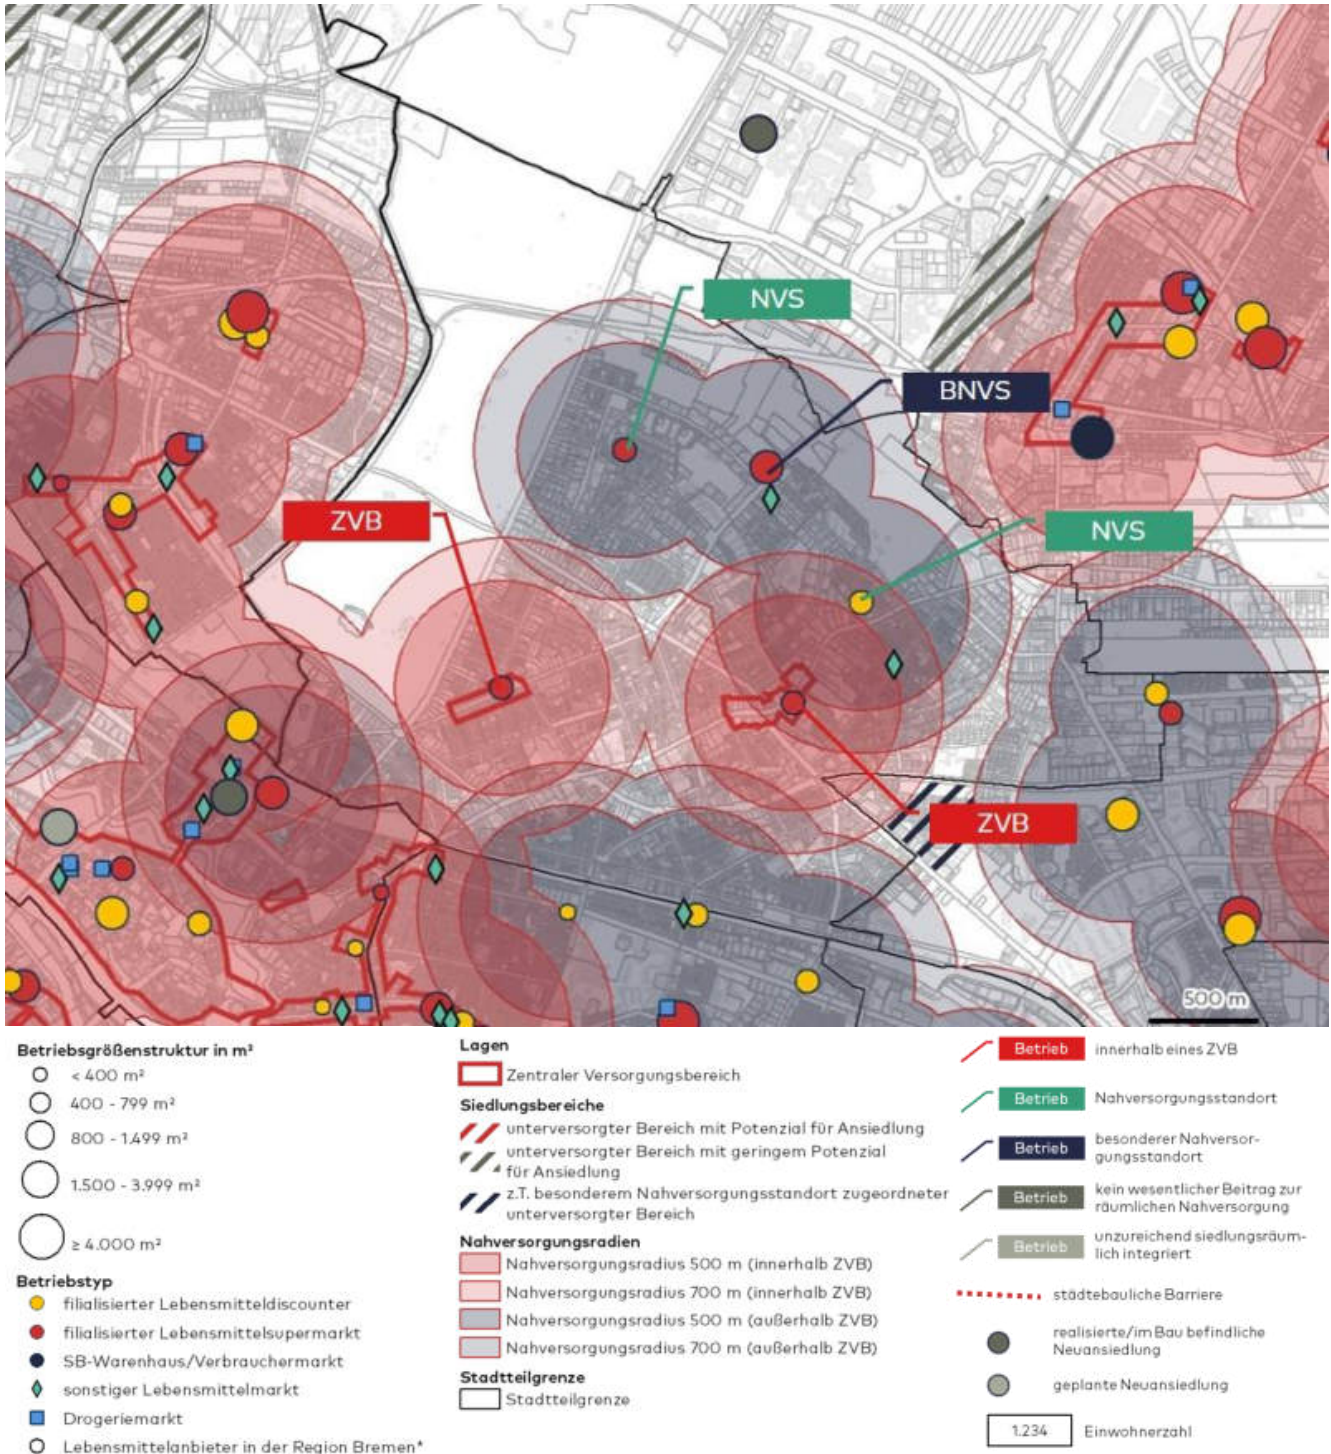 NVS
BNVS
ZVB
NVS
ZVB
500 m
Betriebsgrößenstruktur in m²
< 400 m²
400 - 799 m²
800 - 1.499 m²
1.500 - 3.999 m²
≥ 4.000 m²
Betriebstyp
filialisierter Lebensmitteldiscounter
filialisierter Lebensmittelsupermarkt
SB-Warenhaus/Verbrauchermarkt
sonstiger Lebensmittelmarkt
Drogeriemarkt
Lebensmittelanbieter in der Region Bremen*
Lagen
Zentraler Versorgungsbereich
Siedlungsbereiche
unterversorgter Bereich mit Potenzial für Ansiedlung
unterversorgter Bereich mit geringem Potenzial
für Ansiedlung
z.T. besonderem Nahversorgungsstandort zugeordneter
unterversorgter Bereich
Nahversorgungsradien
Nahversorgungsradius 500 m (innerhalb ZVB)
Nahversorgungsradius 700 m (innerhalb ZVB)
Nahversorgungsradius 500 m (außerhalb ZVB)
Nahversorgungsradius 700 m (außerhalb ZVB)
Stadtteilgrenze
Stadtteilgrenze
Betrieb innerhalb eines ZVB
Betrieb Nahversorgungsstandort
Betrieb besonderer Nahversor-
gungsstandort
Betrieb kein wesentlicher Beitrag zur
räumlichen Nahversorgung
Betrieb unzureichend siedlungsräum-
lich integriert
städtebauliche Barriere
realisierte/im Bau befindliche
Neuansiedlung
geplante Neuansiedlung
1.234 Einwohnerzahl